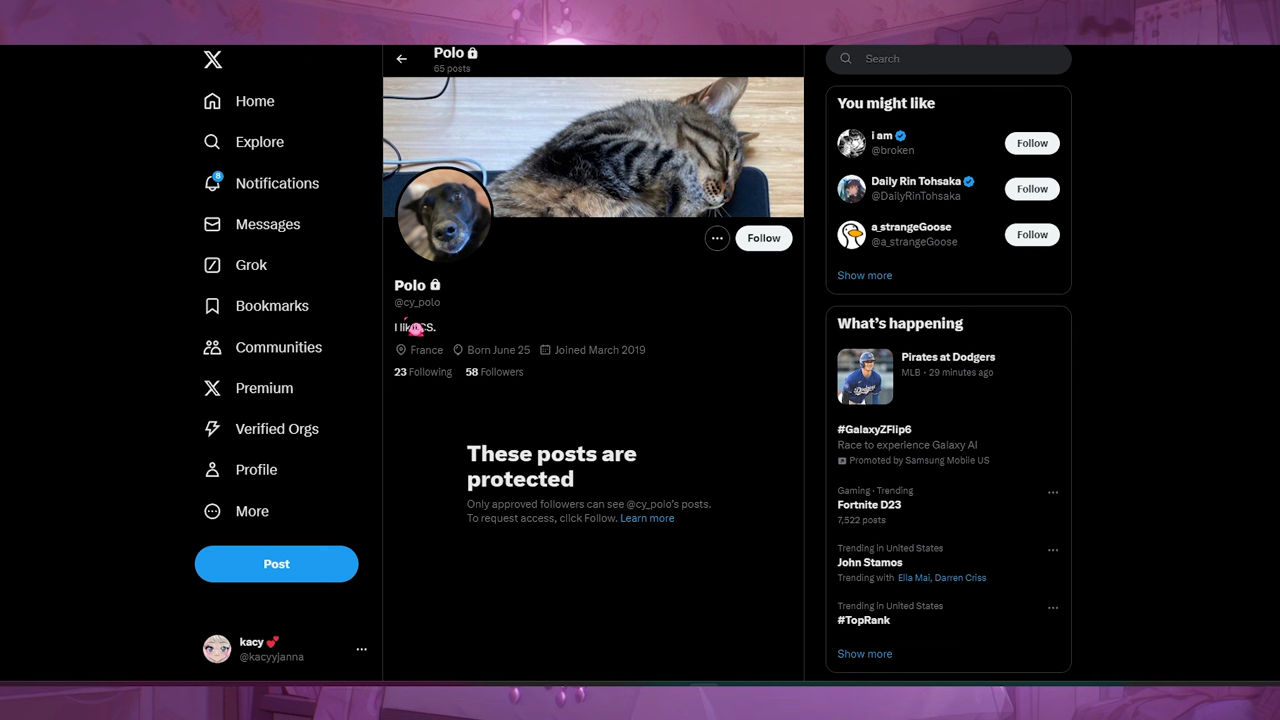 Home
Explore
8
Notifications
Messages
Grok
Bookmarks
Communities
Premium
Verified Orgs
Profile
More
Post
kacy
@kacyyjanna
Polo
65 posts
Follow
Polo
@cy_polo
France Born June 25 Joined March 2019
23 Following 58 Followers
These posts are
protected
Only approved followers can see @cy_polo's posts.
To request access, click Follow. Learn more
Search
You might like
i am
@broken
Follow
Daily Rin Tohsaka
@DailyRinTohsaka
Follow
a_strangeGoose
@a_strangeGoose
Follow
Show more
What's happening
Pirates at Dodgers
MLB · 29 minutes ago
Dodgers
#GalaxyZFlip6
Race to experience Galaxy AI
Promoted by Samsung Mobile US
Gaming · Trending
Fortnite D23
7,522 posts
Trending in United States
John Stamos
Trending with Ella Mai, Darren Criss
Trending in United States
#TopRank
Show more